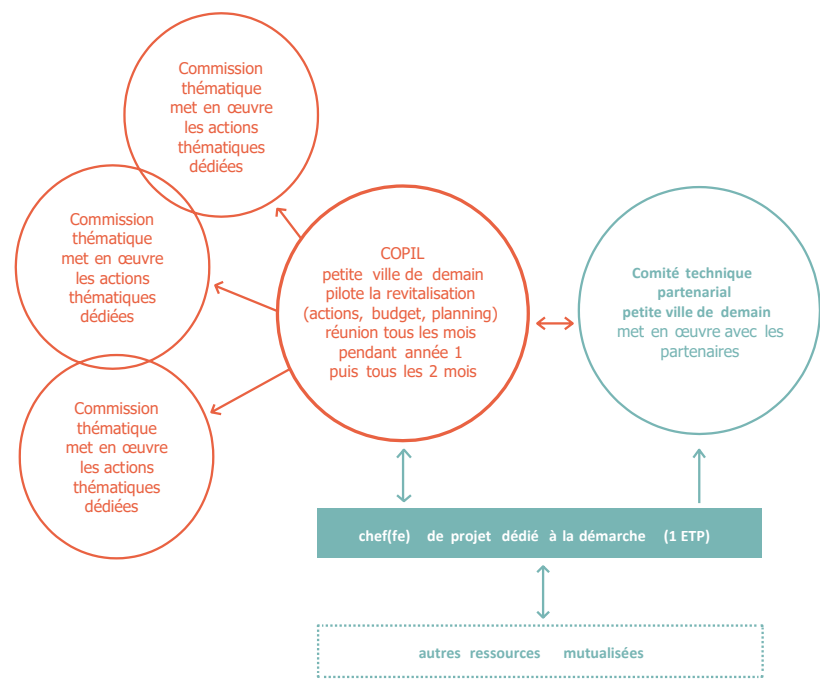 Commission
thématique
met en œuvre
les actions
thématiques
dédiées
Commission
thématique
met en œuvre
les actions
thématiques
dédiées
Commission
thématique
met en œuvre
les actions
thématiques
dédiées
COPIL
petite ville de demain
pilote la revitalisation
(actions, budget, planning)
réunion tous les mois
pendant année 1
puis tous les 2 mois
Comité technique
partenarial
petite ville de demain
met en œuvre avec les
partenaires
chef(fe) de projet dédié à la démarche (1 ETP)
autres ressources mutualisées